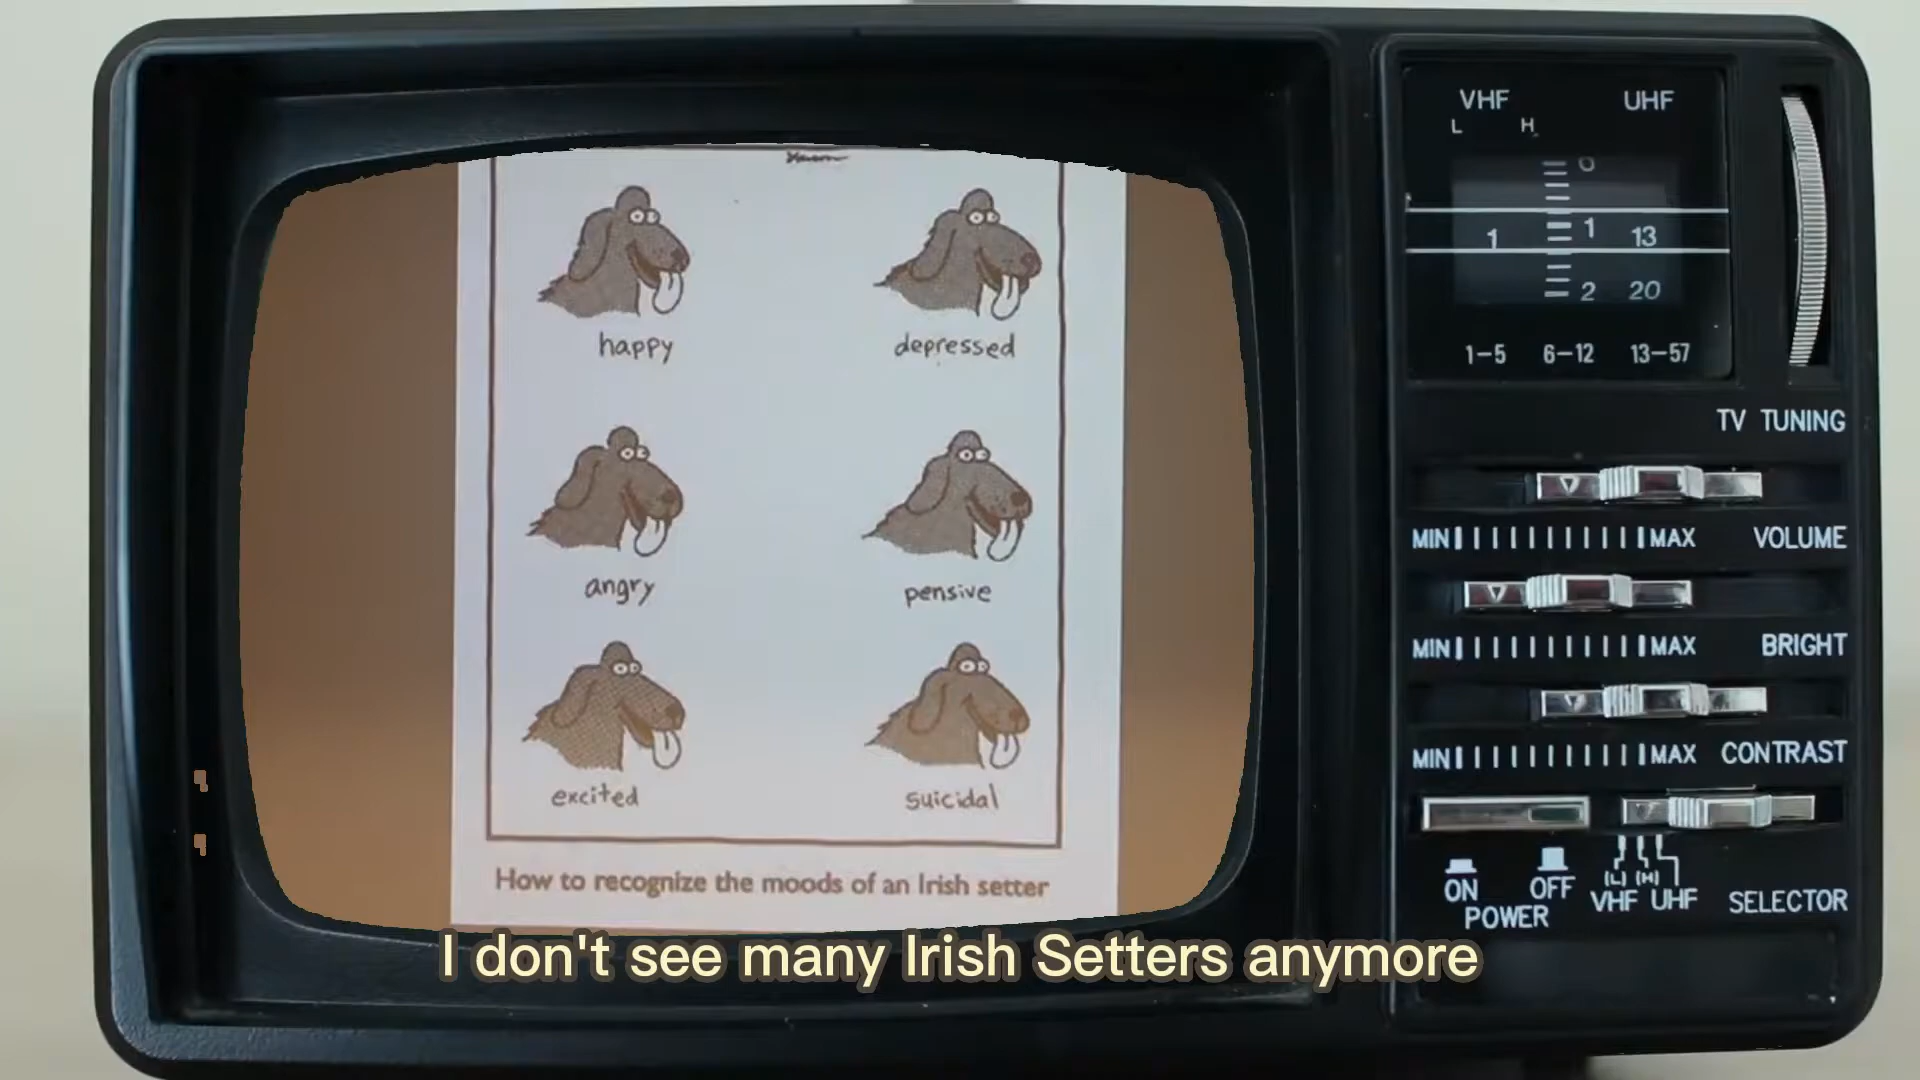 happy
depressed
angry
pensive
excited
suicidal
How to recognize the moods of an Irish setter
I don't see many Irish Setters anymore
VHF UHF
L H
0
1 1 13
2 20
1-5 6-12 13-57
TV TUNING
MIN MAX VOLUME
MIN MAX BRIGHT
MIN MAX CONTRAST
ON OFF
POWER
(L) (H)
VHF UHF
SELECTOR